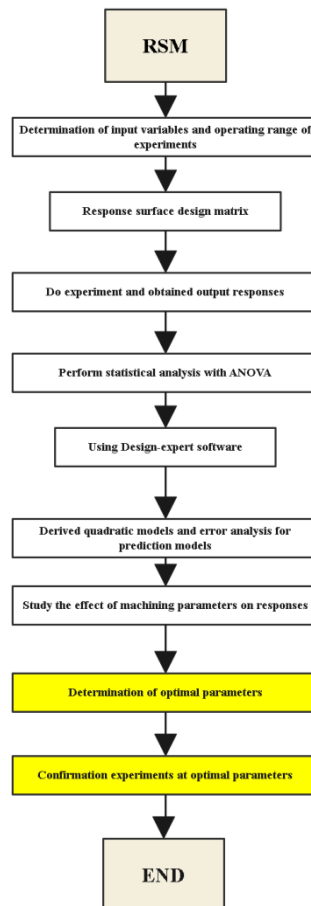 RSM
Determination of input variables and operating range of
experiments
Response surface design matrix
Do experiment and obtained output responses
Perform statistical analysis with ANOVA
Using Design-expert software
Derived quadratic models and error analysis for
prediction models
Study the effect of machining parameters on responses
Determination of optimal parameters
Confirmation experiments at optimal parameters
END